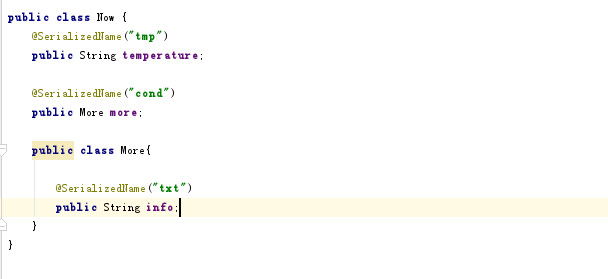 public class Now {
@SerializedName("tmp")
public String temperature;
@SerializedName("cond")
public More more;
public class More{
@SerializedName("txt")
public String info;
}
}